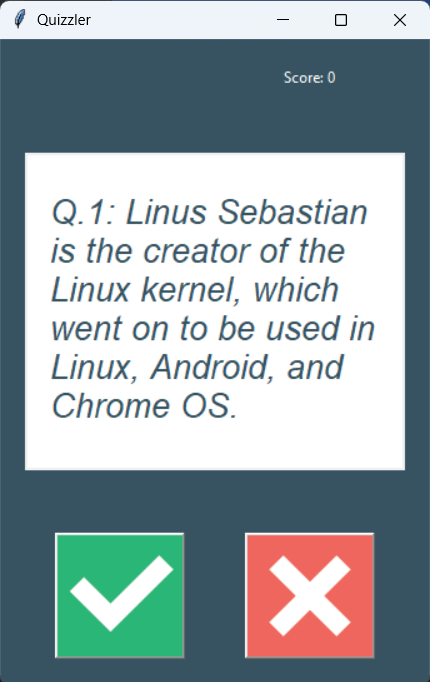 Quizzler
Score: 0
Q.1: Linus Sebastian
is the creator of the
Linux kernel, which
went on to be used in
Linux, Android, and
Chrome OS.